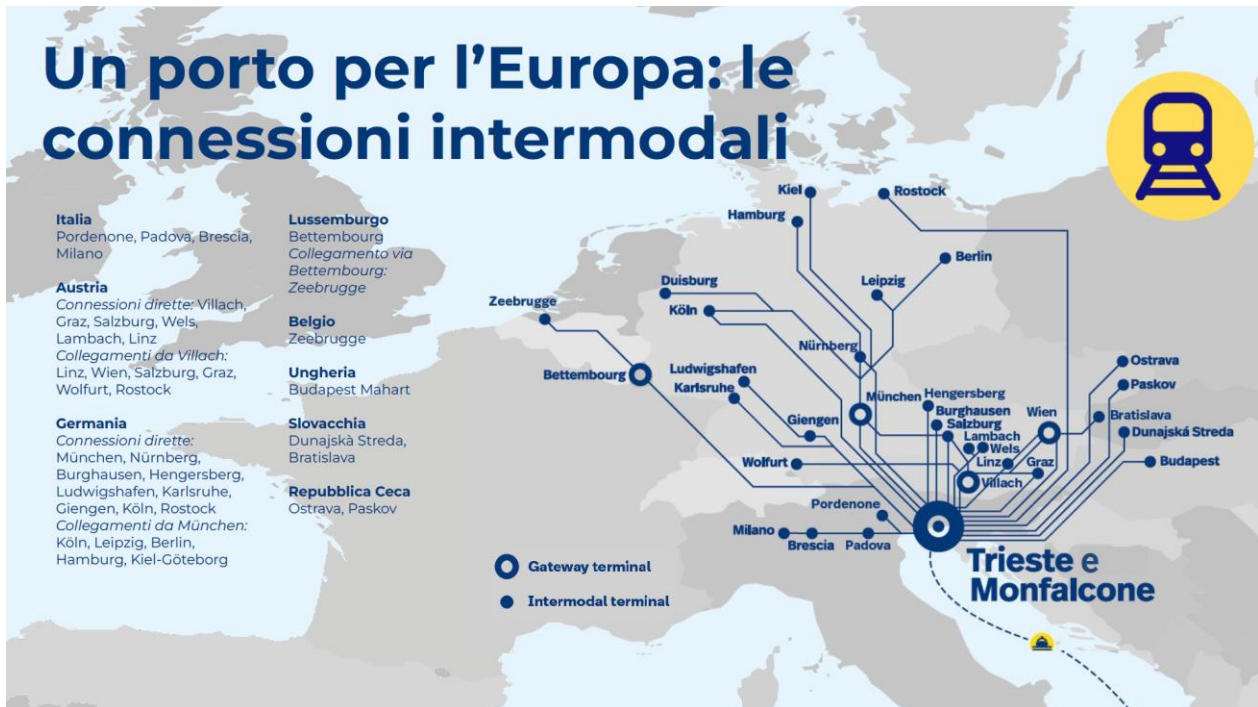 Un porto per l’Europa: le
connessioni intermodali
Italia
Pordenone, Padova, Brescia,
Milano
Austria
Connessioni dirette: Villach,
Graz, Salzburg, Wels,
Lambach, Linz
Collegamenti da Villach:
Linz, Wien, Salzburg, Graz,
Wolfurt, Rostock
Germania
Connessioni dirette:
München, Nürnberg,
Burghausen, Hengersberg,
Ludwigshafen, Karlsruhe,
Giengen, Köln, Rostock
Collegamenti da München:
Köln, Leipzig, Berlin,
Hamburg, Kiel-Göteborg
Lussemburgo
Bettembourg
Collegamento via
Bettembourg:
Zeebrugge
Belgio
Zeebrugge
Ungheria
Budapest Mahart
Slovacchia
Dunajskà Streda,
Bratislava
Repubblica Ceca
Ostrava, Paskov
Kiel
Rostock
Hamburg
Berlin
Duisburg
Leipzig
Zeebrugge
Köln
Nürnberg
Ostrava
Bettembourg
Ludwigshafen
Karlsruhe
Paskov
München
Hengersberg
Giengen
Burghausen
Wien
Bratislava
Salzburg
Lambach
Dunajská Streda
Wels
Wolfurt
Linz
Graz
Budapest
Villach
Pordenone
Milano
Brescia
Padova
Trieste e
Monfalcone
Gateway terminal
Intermodal terminal